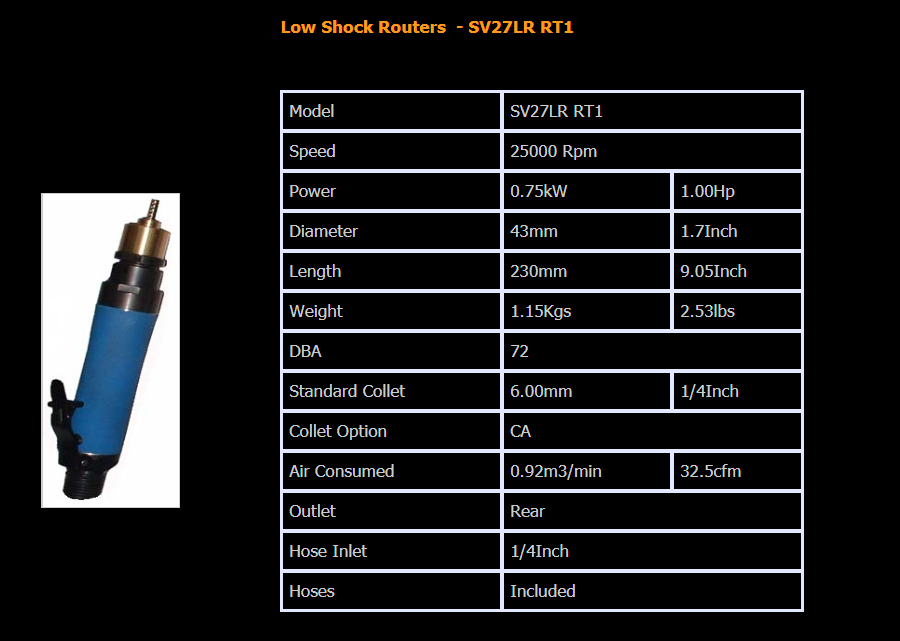 Low Shock Routers - SV27LR RT1
Model SV27LR RT1
Speed 25000 Rpm
Power 0.75kW 1.00Hp
Diameter 43mm 1.7Inch
Length 230mm 9.05Inch
Weight 1.15Kgs 2.53lbs
DBA 72
Standard Collet 6.00mm 1/4Inch
Collet Option CA
Air Consumed 0.92m3/min 32.5cfm
Outlet Rear
Hose Inlet 1/4Inch
Hoses Included